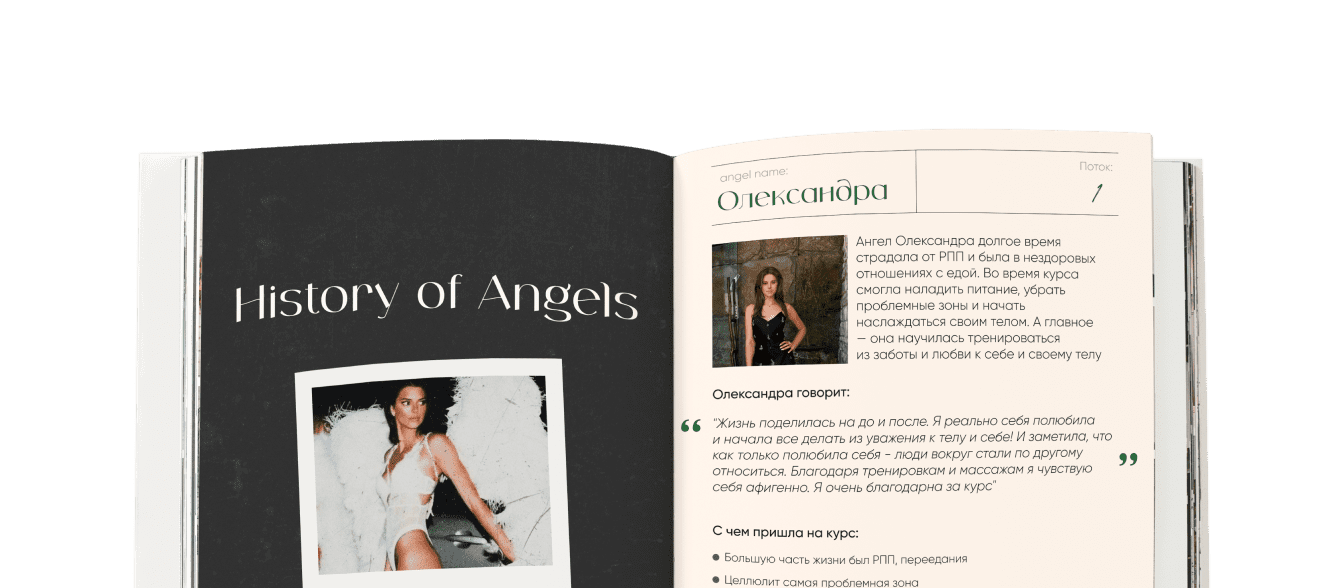 History of Angels
angel name:
Олександра
Поток:
1
Ангел Олександра долгое время
страдала от РПП и была в нездоровых
отношениях с едой. Во время курса
смогла наладить питание, убрать
проблемные зоны и начать
наслаждаться своим телом. А главное
— она научилась тренироваться
из заботы и любви к себе и своему телу
Олександра говорит:
"Жизнь поделилась на до и после. Я реально себя полюбила
и начала все делать из уважения к телу и себе! И заметила, что
как только полюбила себя - люди вокруг стали по другому
относиться. Благодаря тренировкам и массажам я чувствую
себя афигенно. Я очень благодарна за курс"
С чем пришла на курс:
Большую часть жизни был РПП, переедания
Целлюлит самая проблемная зона